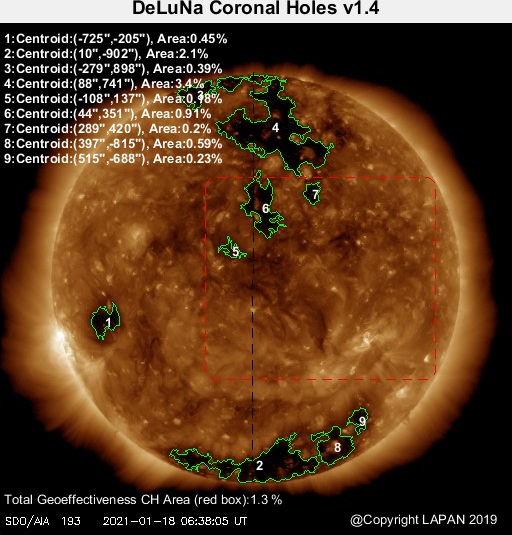 DeLuNa Coronal Holes v1.4
1:Centroid:(-725",-205"), Area:0.45%
2:Centroid:(10",-902"), Area:2.1%
3:Centroid:(-279",898"), Area:0.39%
4:Centroid:(88",741"), Area:3.4%
5:Centroid:(-108",137"), Area:0.18%
6:Centroid:(44",351"), Area:0.91%
7:Centroid:(289",420"), Area:0.2%
8:Centroid:(397",-815"), Area:0.59%
9:Centroid:(515",-688"), Area:0.23%
3
4
7
6
5
1
9
8
2
Total Geoeffectiveness CH Area (red box):1.3 %
SDO/AIA 193 2021-01-18 06:38:05 UT
@Copyright LAPAN 2019